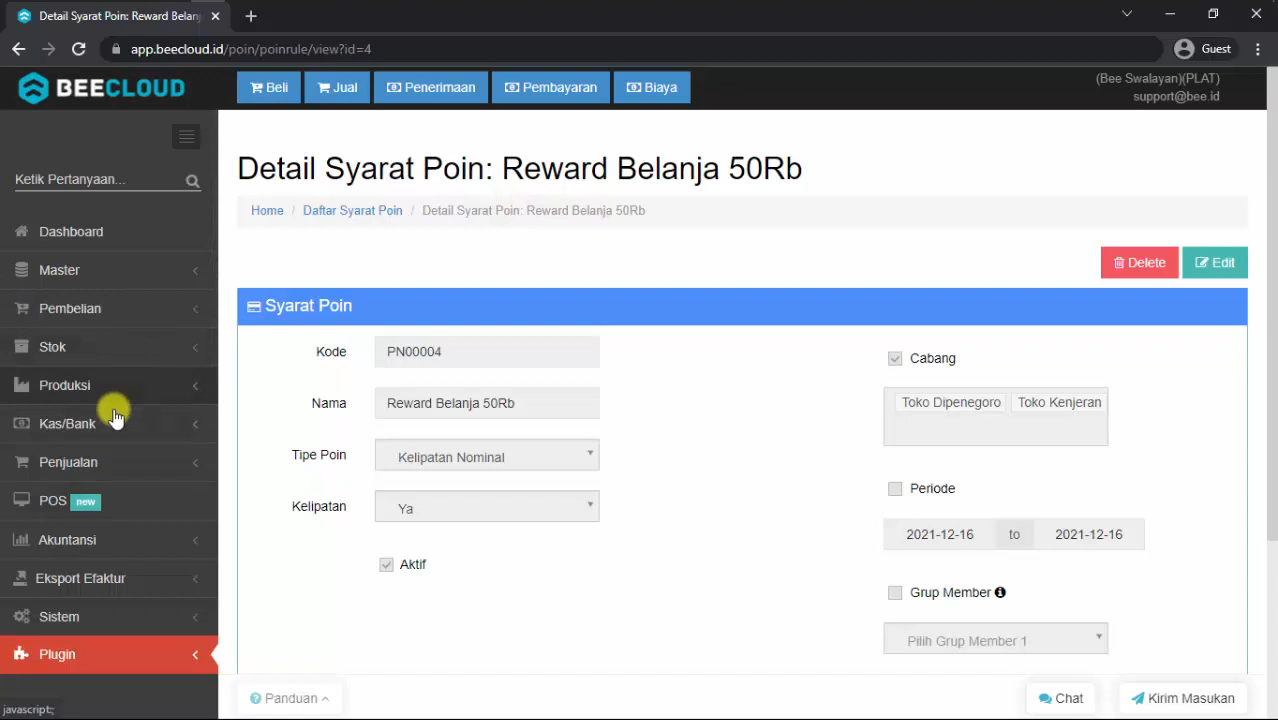 Detail Syarat Poin: Reward Belanj
app.beecloud.id/poin/poinrule/view?id=4
Guest
BEECLOUD
Beli
Jual
Penerimaan
Pembayaran
Biaya
(Bee Swalayan)(PLAT)
support@bee.id
Ketik Pertanyaan...
Dashboard
Master
Pembelian
Stok
Produksi
Kas/Bank
Penjualan
POS new
Akuntansi
Eksport Efaktur
Sistem
Plugin
javascript:;
Detail Syarat Poin: Reward Belanja 50Rb
Home / Daftar Syarat Poin / Detail Syarat Poin: Reward Belanja 50Rb
Delete
Edit
Syarat Poin
Kode PN00004
Nama Reward Belanja 50Rb
Tipe Poin Kelipatan Nominal
Kelipatan Ya
Aktif
Cabang
Toko Dipenegoro Toko Kenjeran
Periode
2021-12-16 to 2021-12-16
Grup Member
Pilih Grup Member 1
Panduan
Chat
Kirim Masukan